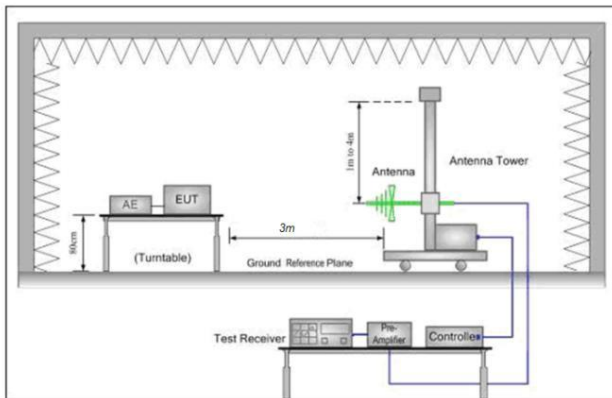 1m to 4m
Antenna
Antenna Tower
AE
EUT
80cm
(Turntable)
3m
Ground Reference Plane
Test Receiver
Pre-
Amplifier
Controller